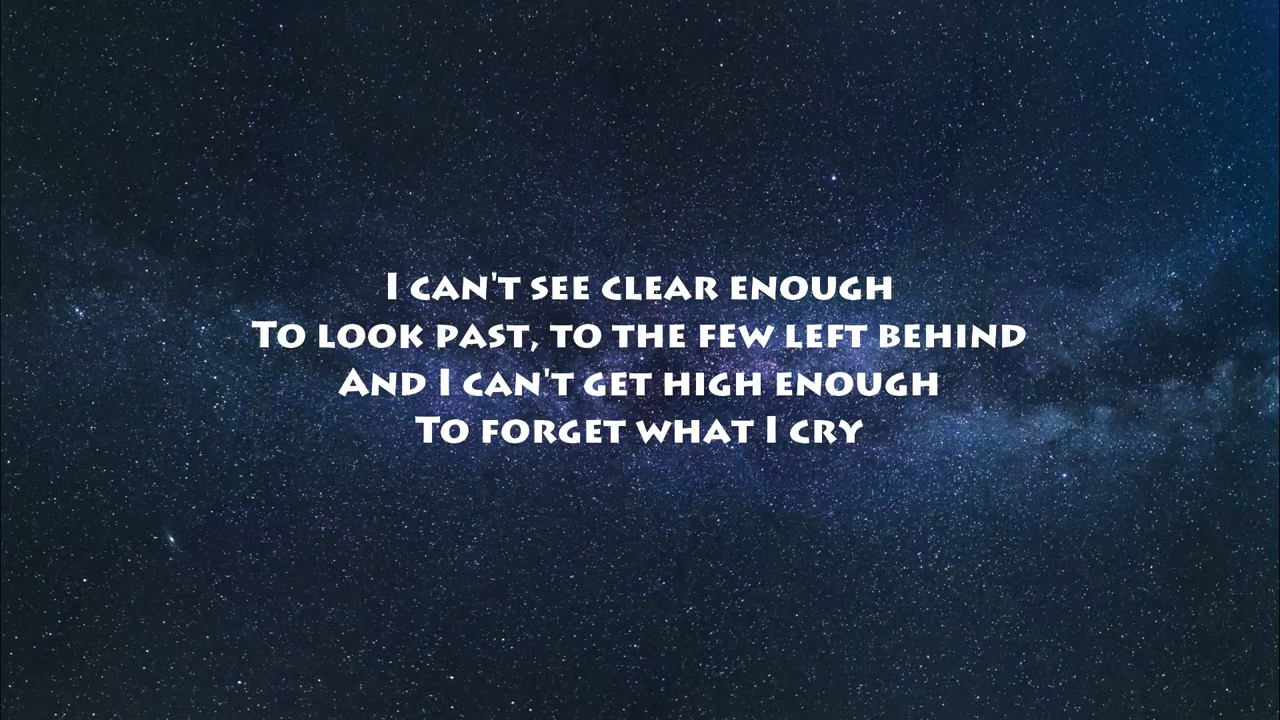 I can't see clear enough
To look past, to the few left behind
And I can't get high enough
To forget what I cry